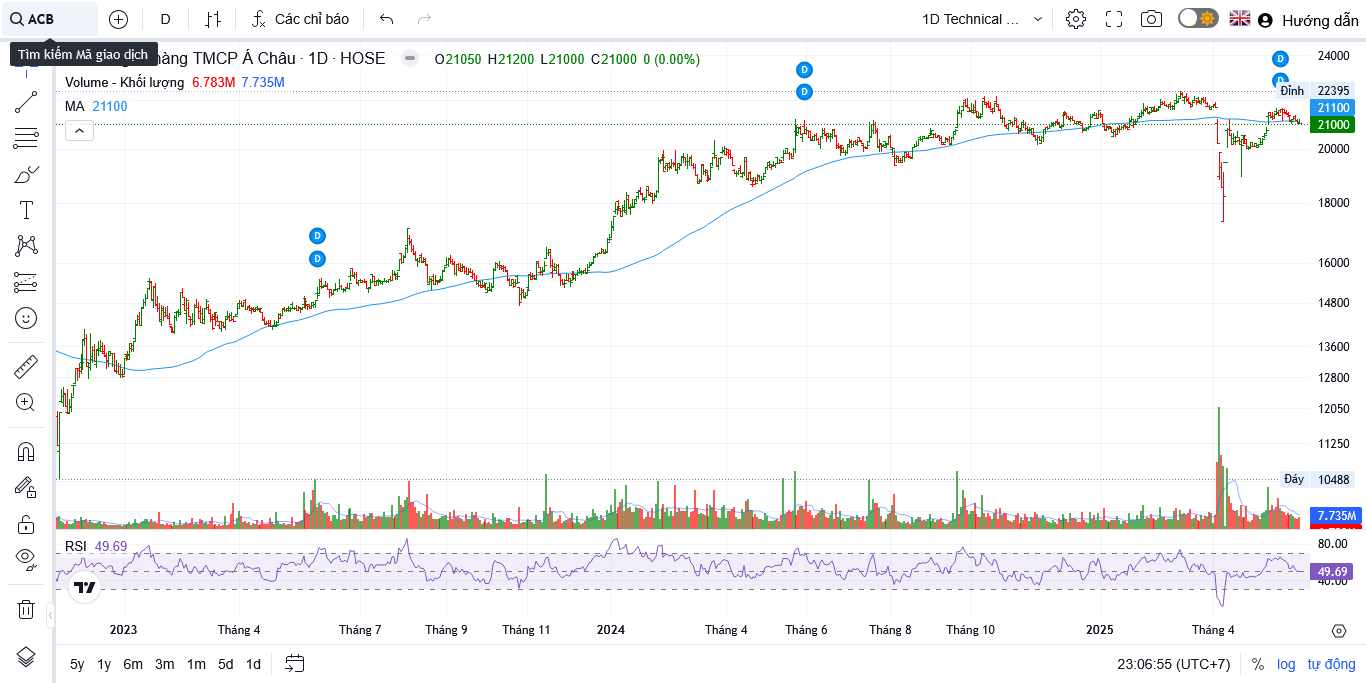 ACB
D
Các chỉ báo
1D Technical ...
Hướng dẫn
Tìm kiếm Mã giao dịch
hàng TMCP Á Châu · 1D · HOSE
O21050 H21200 L21000 C21000 0 (0.00%)
Volume - Khối lượng 6.783M 7.735M
MA 21100
D
D
D
D
D
D
24000
Đỉnh 22395
21100
21000
20000
18000
16000
14800
13600
12800
12050
11250
Đáy 10488
7.735M
RSI 49.69
80.00
49.69
40.00
2023
Tháng 4
Tháng 7
Tháng 9
Tháng 11
2024
Tháng 4
Tháng 6
Tháng 8
Tháng 10
2025
Tháng 4
5y 1y 6m 3m 1m 5d 1d
23:06:55 (UTC+7)
%
log
tự động